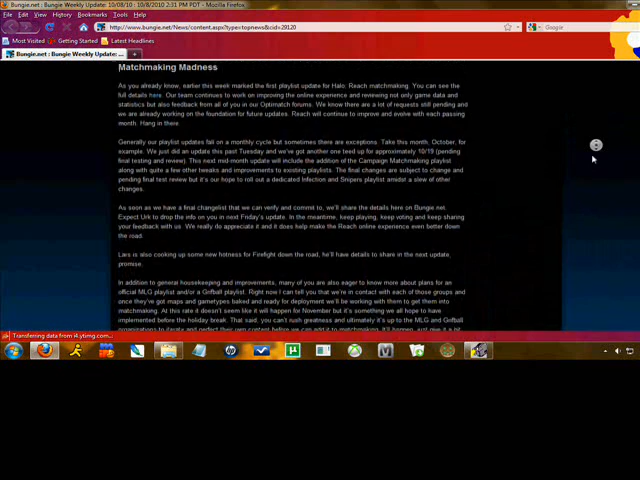 Bungie.net : Bungie Weekly Update: 10/08/10 : 10/8/2010 2:31 PM PDT - Mozilla Firefox
File Edit View History Bookmarks Tools Help
http://www.bungie.net/News/content.aspx?type=topnews&cid=29120
Google
Most Visited Getting Started Latest Headlines
Bungie.net : Bungie Weekly Update: ...
Matchmaking Madness
As you already know, earlier this week marked the first playlist update for Halo: Reach matchmaking. You can see the
full details here. Our team continues to work on improving the online experience and reviewing not only game data and
statistics but also feedback from all of you in our Optimatch forums. We know there are a lot of requests still pending and
we are already working on the foundation for future updates. Reach will continue to improve and evolve with each passing
month. Hang in there.
Generally our playlist updates fall on a monthly cycle but sometimes there are exceptions. Take this month, October, for
example. We just did an update this past Tuesday and we've got another one teed up for approximately 10/19 (pending
final testing and review). This next mid-month update will include the addition of the Campaign Matchmaking playlist
along with quite a few other tweaks and improvements to existing playlists. The final changes are subject to change and
pending final test review but it's our hope to roll out a dedicated Infection and Snipers playlist amidst a slew of other
changes.
As soon as we have a final changelist that we can verify and commit to, we'll share the details here on Bungie.net.
Expect Urk to drop the info on you in next Friday's update. In the meantime, keep playing, keep voting and keep sharing
your feedback with us. We really do appreciate it and it does help make the Reach online experience even better down
the road.
Lars is also cooking up some new hotness for Firefight down the road, he'll have details to share in the next update,
promise.
In addition to general housekeeping and improvements, many of you are also eager to know more about plans for an
official MLG playlist and/or a Grifball playlist. Right now I can tell you that we're in contact with each of those groups and
once they've got maps and gametypes baked and ready for deployment we'll be working with them to get them into
matchmaking. At this rate it doesn't seem like it will happen for November but it's something we all hope to have
implemented before the holiday break. That said, you can't rush greatness and ultimately it's up to the MLG and Grifball
organizations to iterate and perfect their own content before we can add it to matchmaking. It'll happen, just give it a bit
Transferring data from i4.ytimg.com...